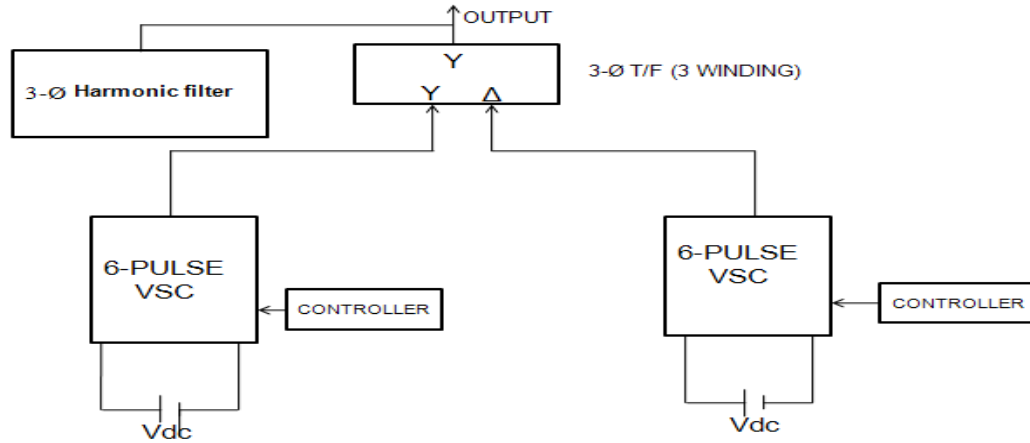 OUTPUT
3-Ø Harmonic filter
Y
Y Δ
3-Ø T/F (3 WINDING)
6-PULSE
VSC
CONTROLLER
Vdc
6-PULSE
VSC
CONTROLLER
Vdc